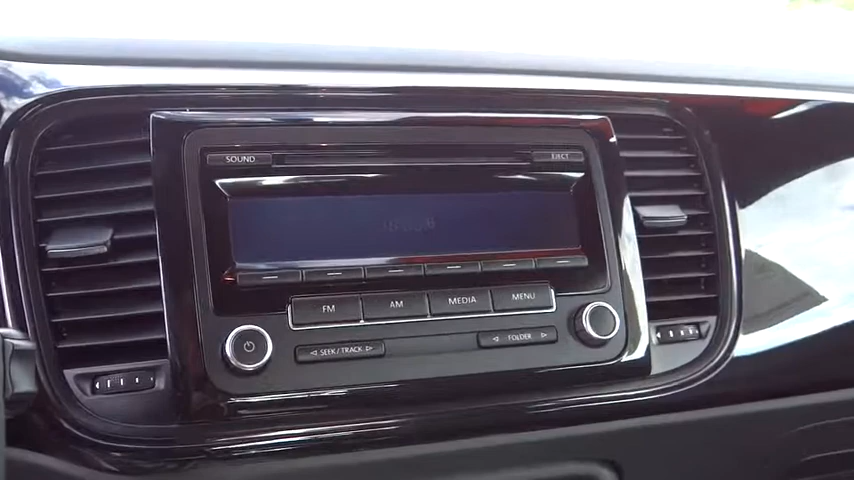 SOUND EJECT
FM AM MEDIA MENU
< SEEK/TRACK > < FOLDER >